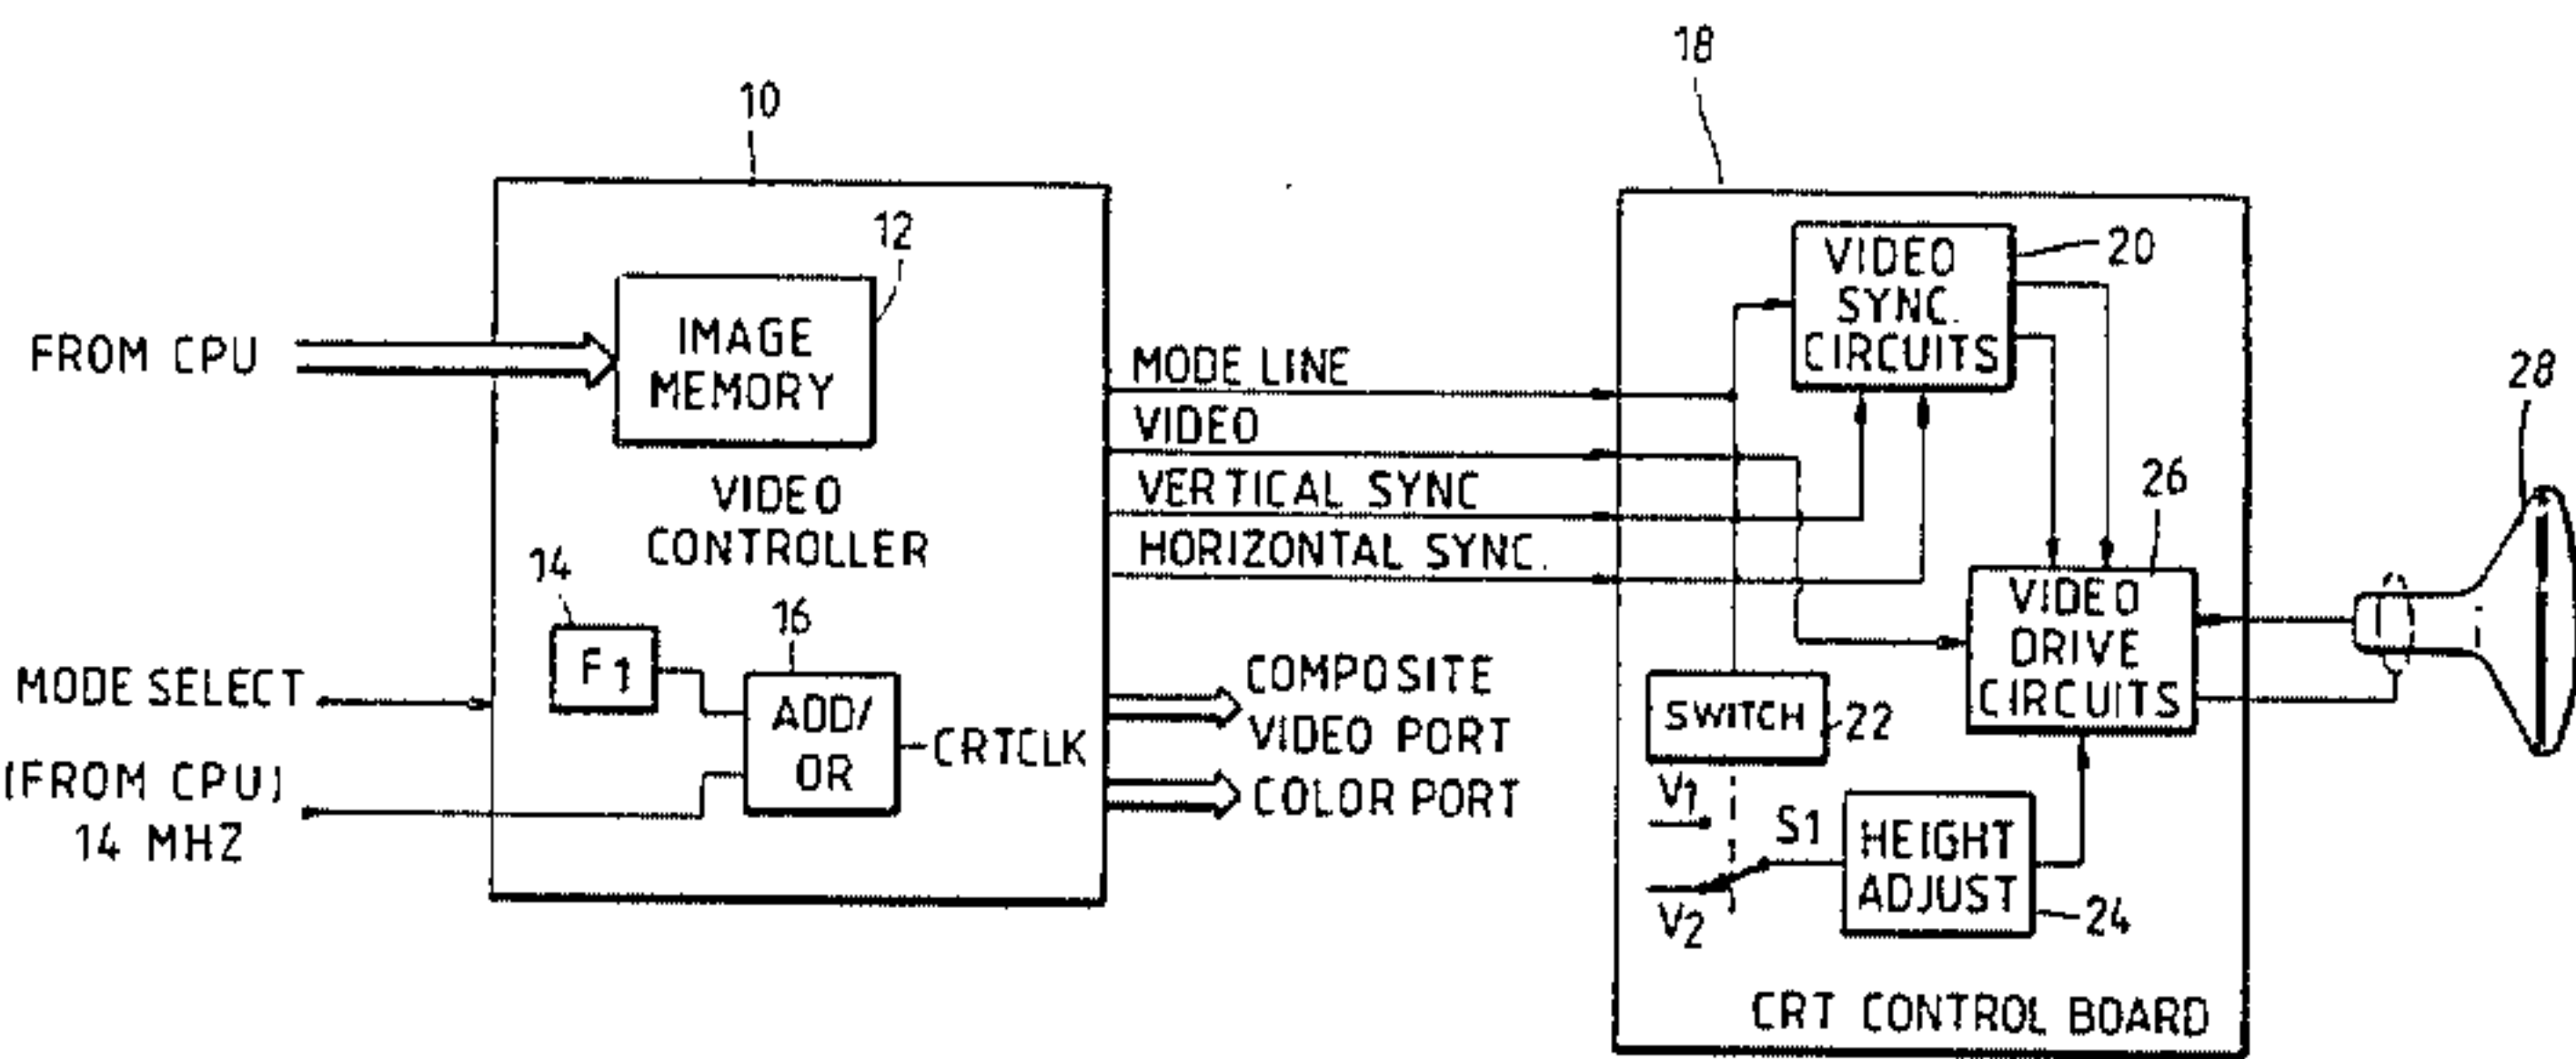 10
12
IMAGE
MEMORY
FROM CPU
VIDEO
CONTROLLER
14
F1
16
ADD/
OR
CRTCLK
MODE SELECT
(FROM CPU)
14 MHZ
MODE LINE
VIDEO
VERTICAL SYNC
HORIZONTAL SYNC.
COMPOSITE
VIDEO PORT
COLOR PORT
18
VIDEO
SYNC.
CIRCUITS
20
26
VIDEO
DRIVE
CIRCUITS
28
SWITCH
22
V1
V2
S1
HEIGHT
ADJUST
24
CRT CONTROL BOARD